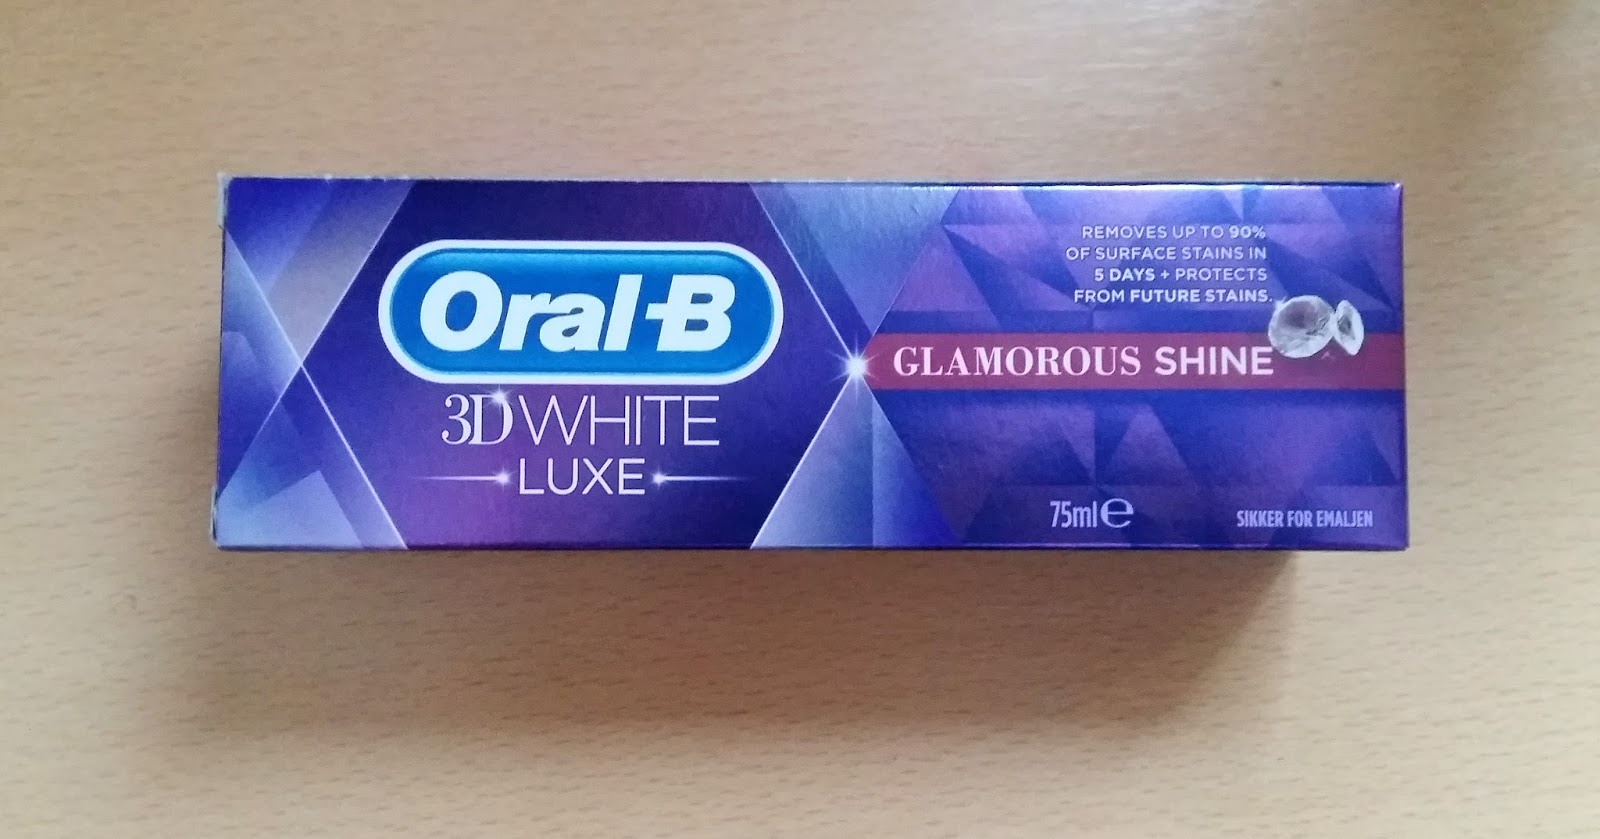 Oral-B
3D WHITE
LUXE
REMOVES UP TO 90%
OF SURFACE STAINS IN
5 DAYS + PROTECTS
FROM FUTURE STAINS.
GLAMOROUS SHINE
75ml℮
SIKKER FOR EMALJEN